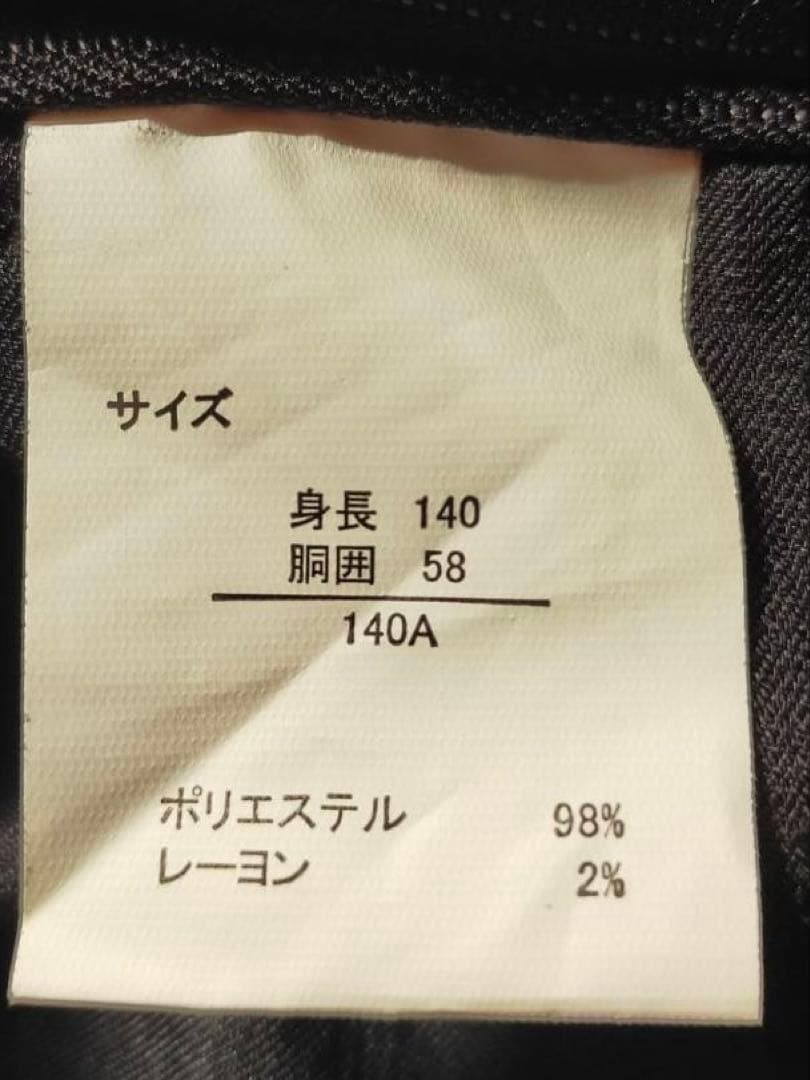 サイズ
身長 140
胴囲 58
140A
ポリエステル 98%
レーヨン 2%